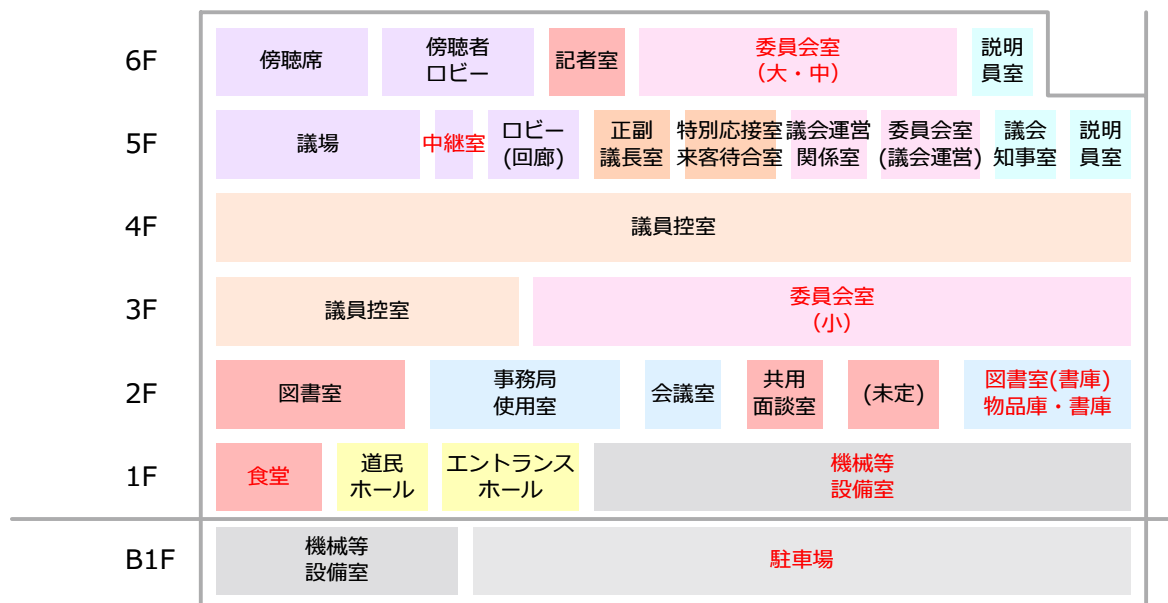 6F
傍聴席
傍聴者
ロビー
記者室
委員会室
（大・中）
説明
員室
5F
議場
中継室
ロビー
(回廊)
正副
議長室
特別応接室
来客待合室
議会運営
関係室
委員会室
(議会運営)
議会
知事室
説明
員室
4F
議員控室
3F
議員控室
委員会室
（小）
2F
図書室
事務局
使用室
会議室
共用
面談室
(未定)
図書室(書庫)
物品庫・書庫
1F
食堂
道民
ホール
エントランス
ホール
機械等
設備室
B1F
機械等
設備室
駐車場